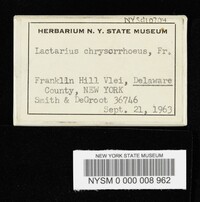 NYSd10704
HERBARIUM N. Y. STATE MUSEUM
Lactarius chrysorrhoeus, Fr.
Franklin Hill Vlei, Delaware
County, NEW YORK
Smith & DeGroot 36746
Sept. 21, 1963
NEW YORK STATE MUSEUM
NYSM 0 000 008 962